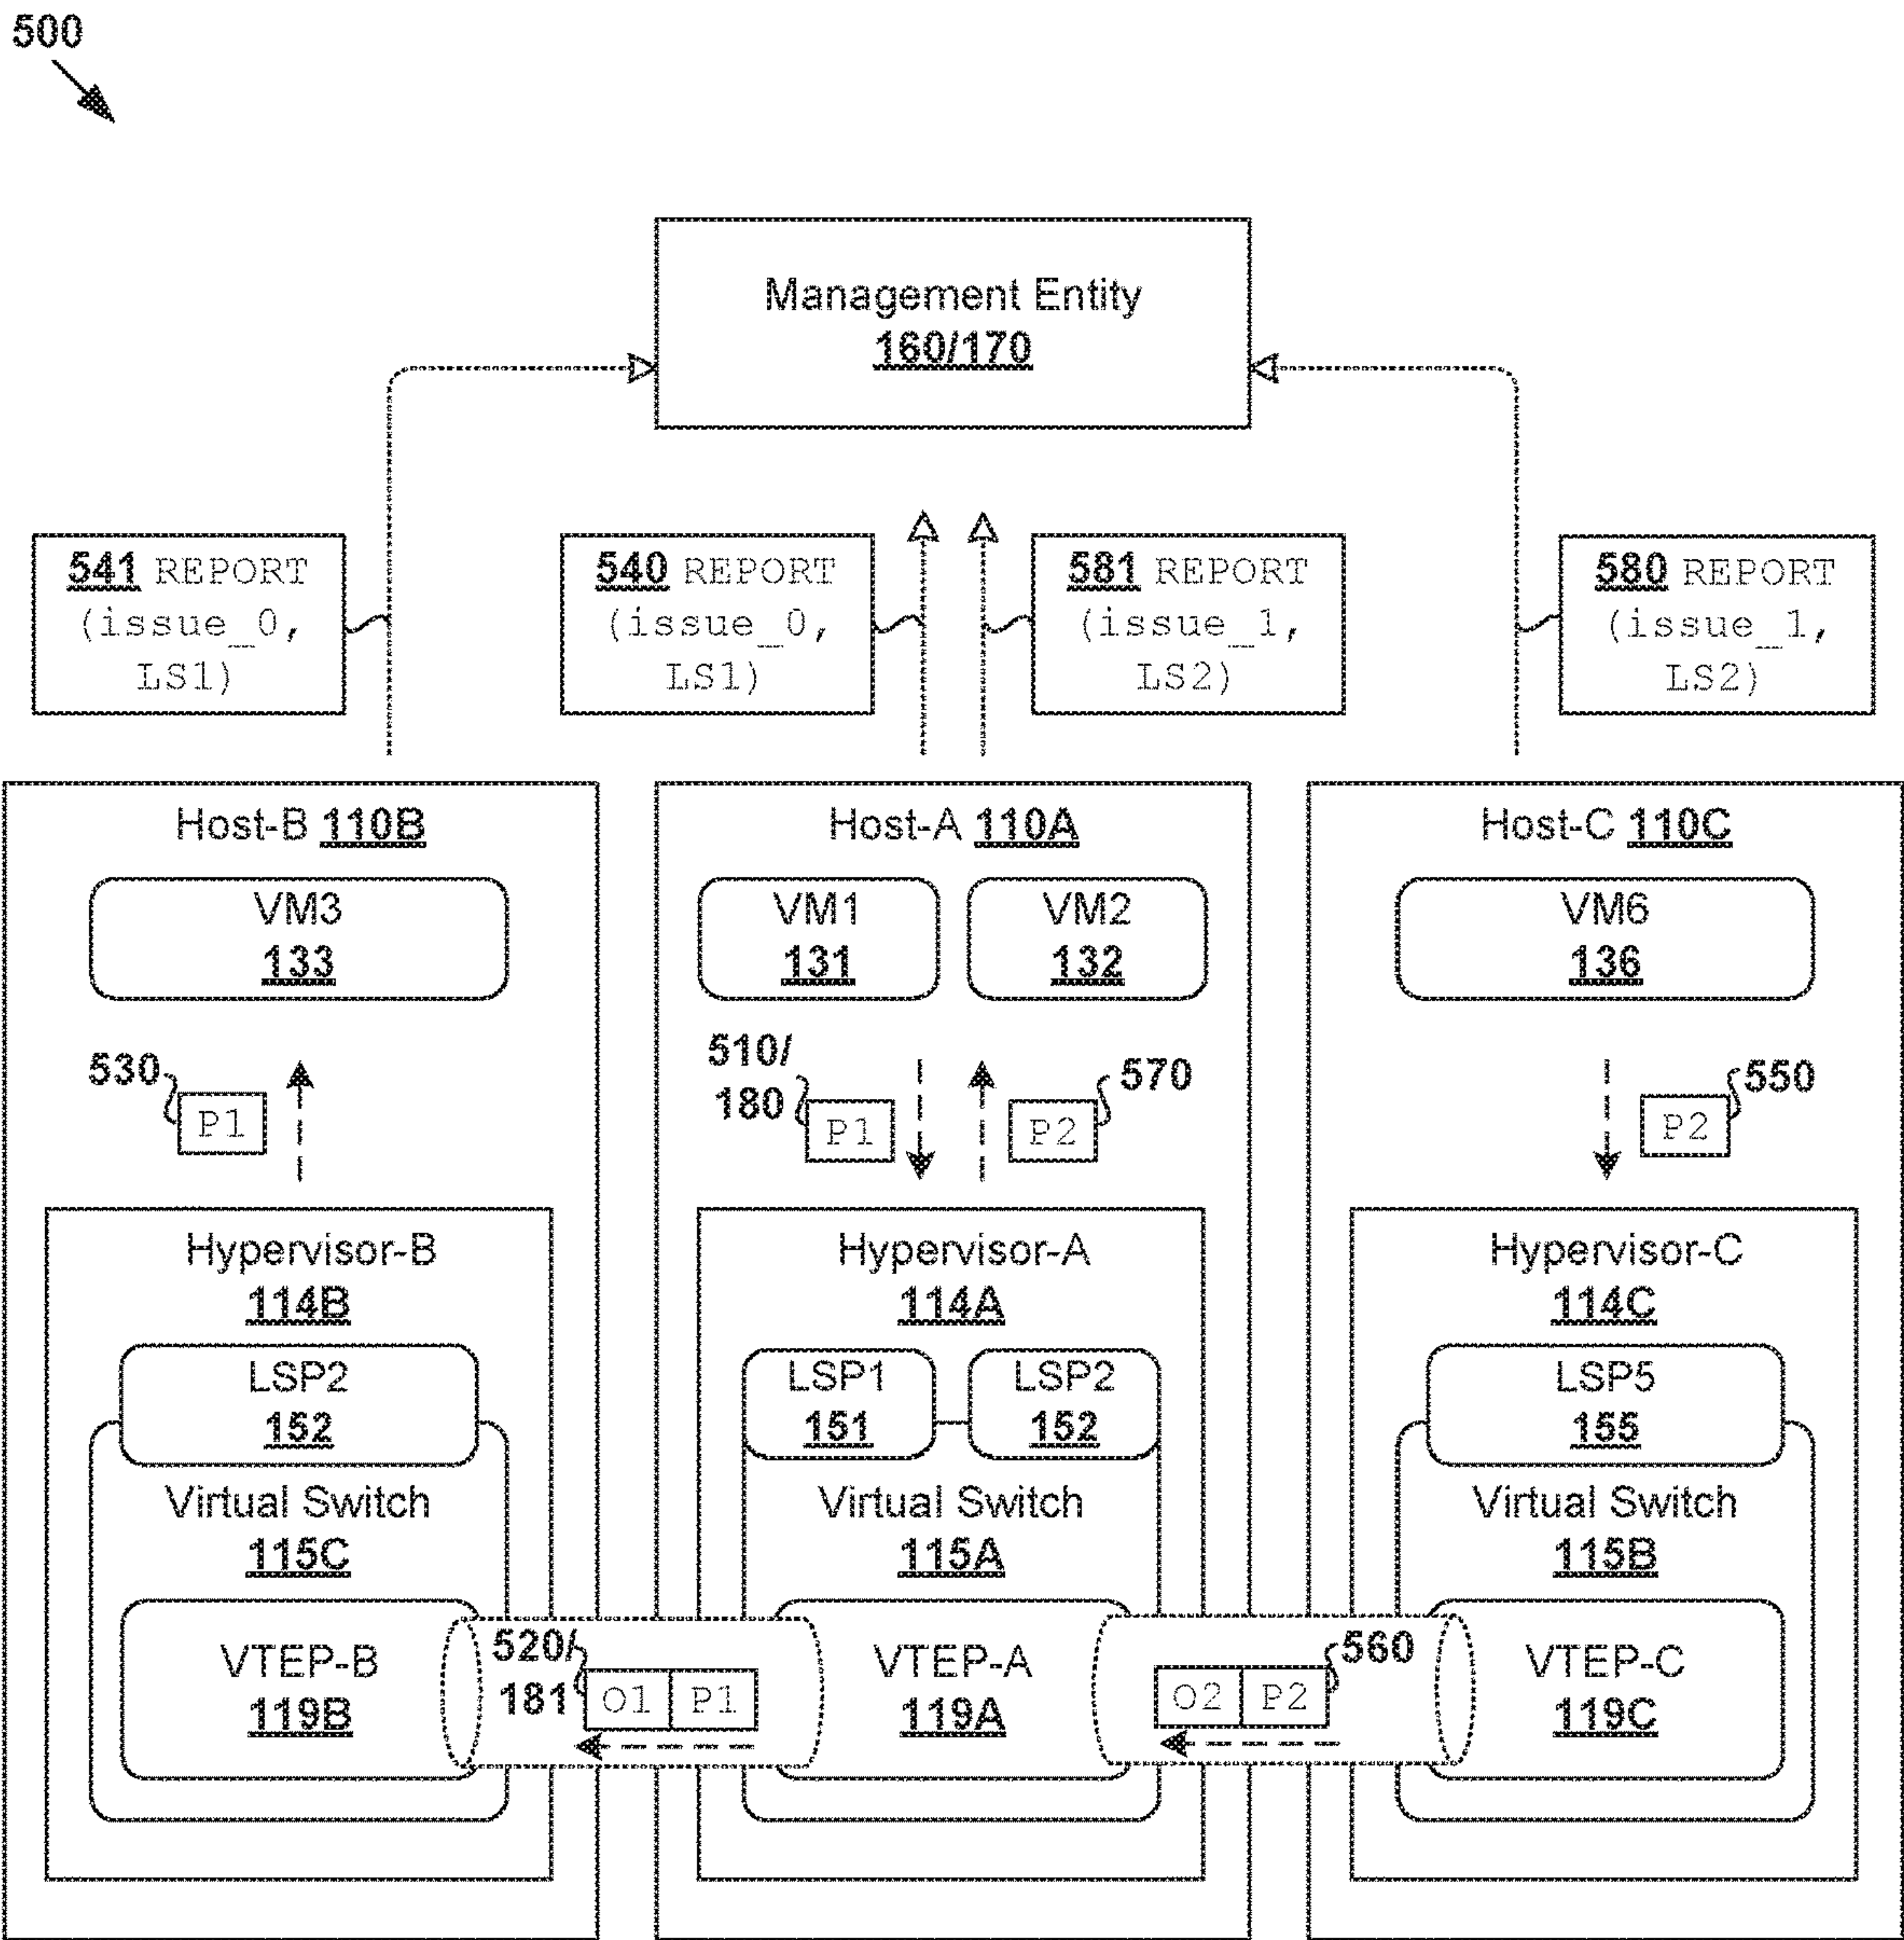 500
Management Entity
160/170
541 REPORT
(issue_0,
LS1)
540 REPORT
(issue_0,
LS1)
581 REPORT
(issue_1,
LS2)
580 REPORT
(issue_1,
LS2)
Host-B 110B
VM3
133
530
P1
Hypervisor-B
114B
LSP2
152
Virtual Switch
115C
VTEP-B
119B
Host-A 110A
VM1
131
VM2
132
510/
180
P1
P2
570
Hypervisor-A
114A
LSP1
151
LSP2
152
Virtual Switch
115A
VTEP-A
119A
520/
181
O1 P1
Host-C 110C
VM6
136
550
P2
Hypervisor-C
114C
LSP5
155
Virtual Switch
115B
VTEP-C
119C
560
O2 P2